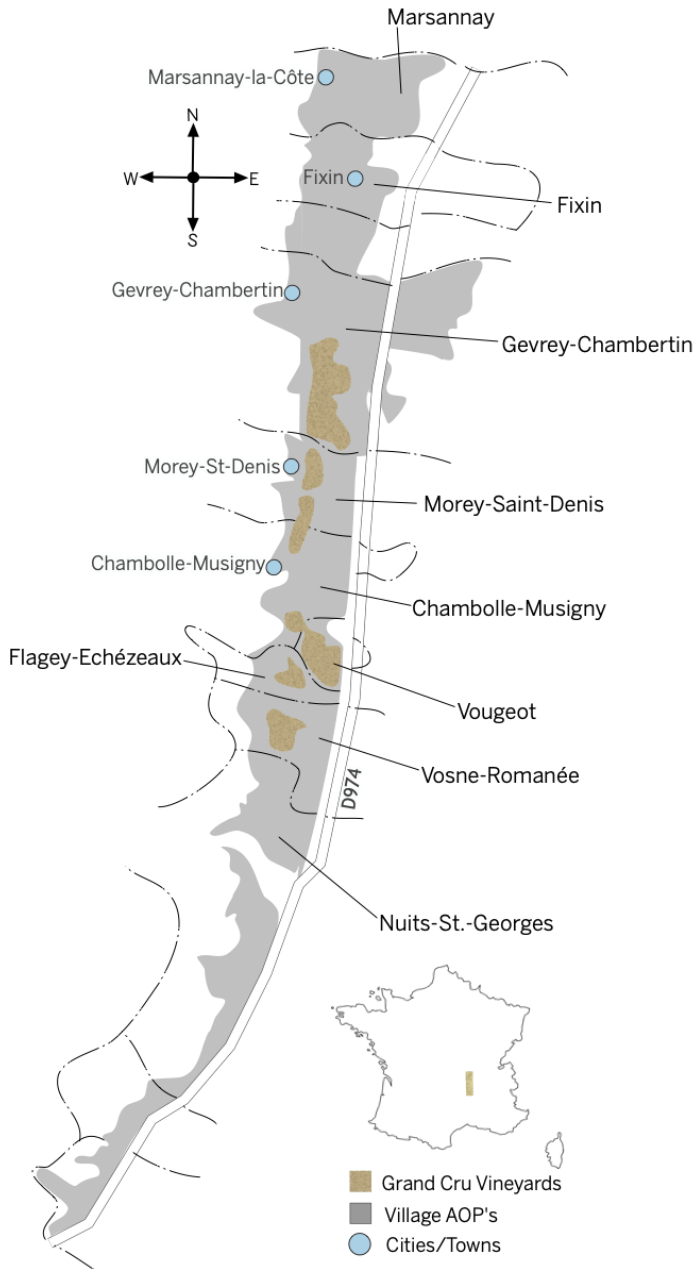 Marsannay
Marsannay-la-Côte
N
W
E
S
Fixin
Fixin
Gevrey-Chambertin
Gevrey-Chambertin
Morey-St-Denis
Morey-Saint-Denis
Chambolle-Musigny
Chambolle-Musigny
Flagey-Echézeaux
Vougeot
Vosne-Romanée
D974
Nuits-St.-Georges
Grand Cru Vineyards
Village AOP's
Cities/Towns